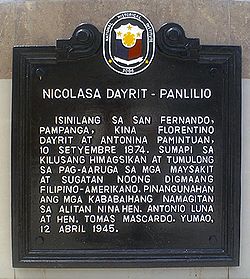 NICOLASA DAYRIT - PANLILIO
ISINILANG SA SAN FERNANDO,
PAMPANGA, KINA FLORENTINO
DAYRIT AT ANTONINA PAMINTUAN,
10 SETYEMBRE 1874. SUMAPI SA
KILUSANG HIMAGSIKAN AT TUMULONG
SA PAG-AARUGA SA MGA MAYSAKIT
AT SUGATAN NOONG DIGMAANG
FILIPINO-AMERIKANO. PINANGUNAHAN
ANG MGA KABABAIHANG NAMAGITAN
SA ALITAN NINA HEN. ANTONIO LUNA
AT HEN. TOMAS MASCARDO. YUMAO,
12 ABRIL 1945.